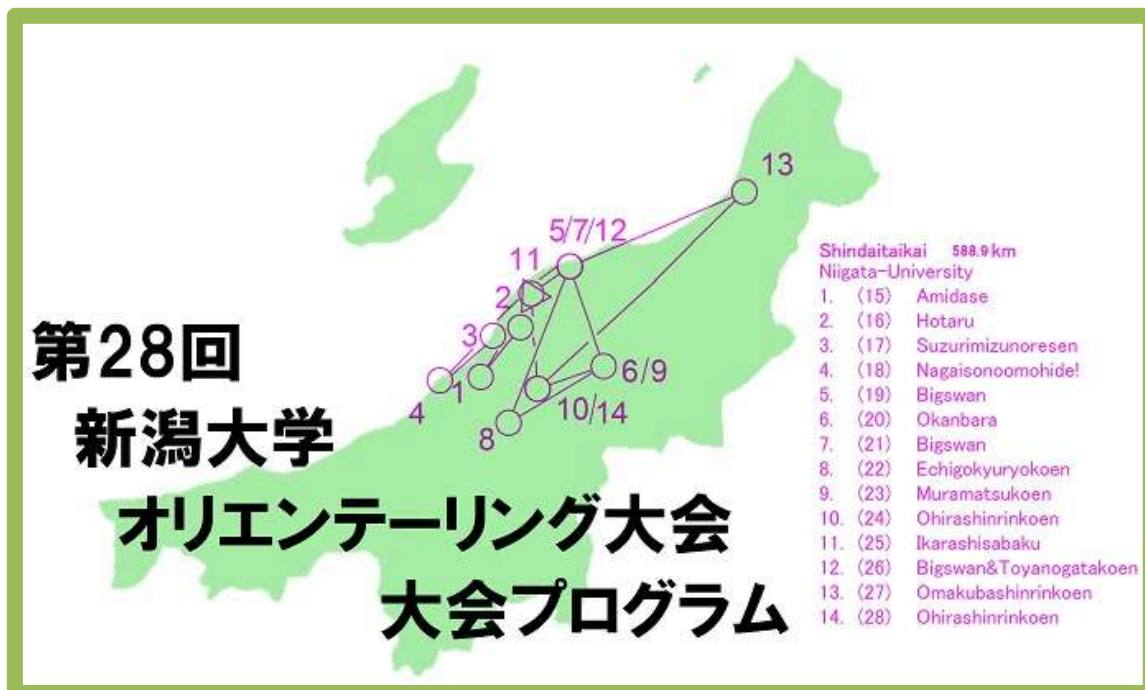 第28回
新潟大学
オリエンテーリング大会
大会プログラム
13
5/7/12
11
2
3
6/9
4
1
10/14
8
Shindaitaikai 588.9km
Niigata-University
1. (15) Amidase
2. (16) Hotaru
3. (17) Suzurimizunoresen
4. (18) Nagaisonoomohide!
5. (19) Bigswan
6. (20) Okanbara
7. (21) Bigswan
8. (22) Echigokyuryokoen
9. (23) Muramatsukoen
10. (24) Ohirashinrinkoen
11. (25) Ikarashisabaku
12. (26) Bigswan&Toyanogatakoen
13. (27) Omakubashinrinkoen
14. (28) Ohirashinrinkoen